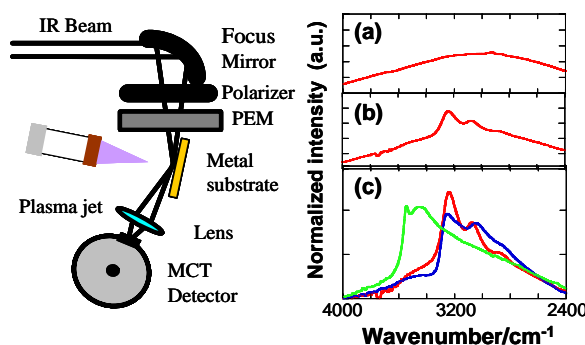 IR Beam
Focus
Mirror
Polarizer
PEM
Metal
substrate
Plasma jet
Lens
MCT
Detector
Normalized intensity (a.u.)
(a)
(b)
(c)
4000 3200 2400
Wavenumber/cm-1